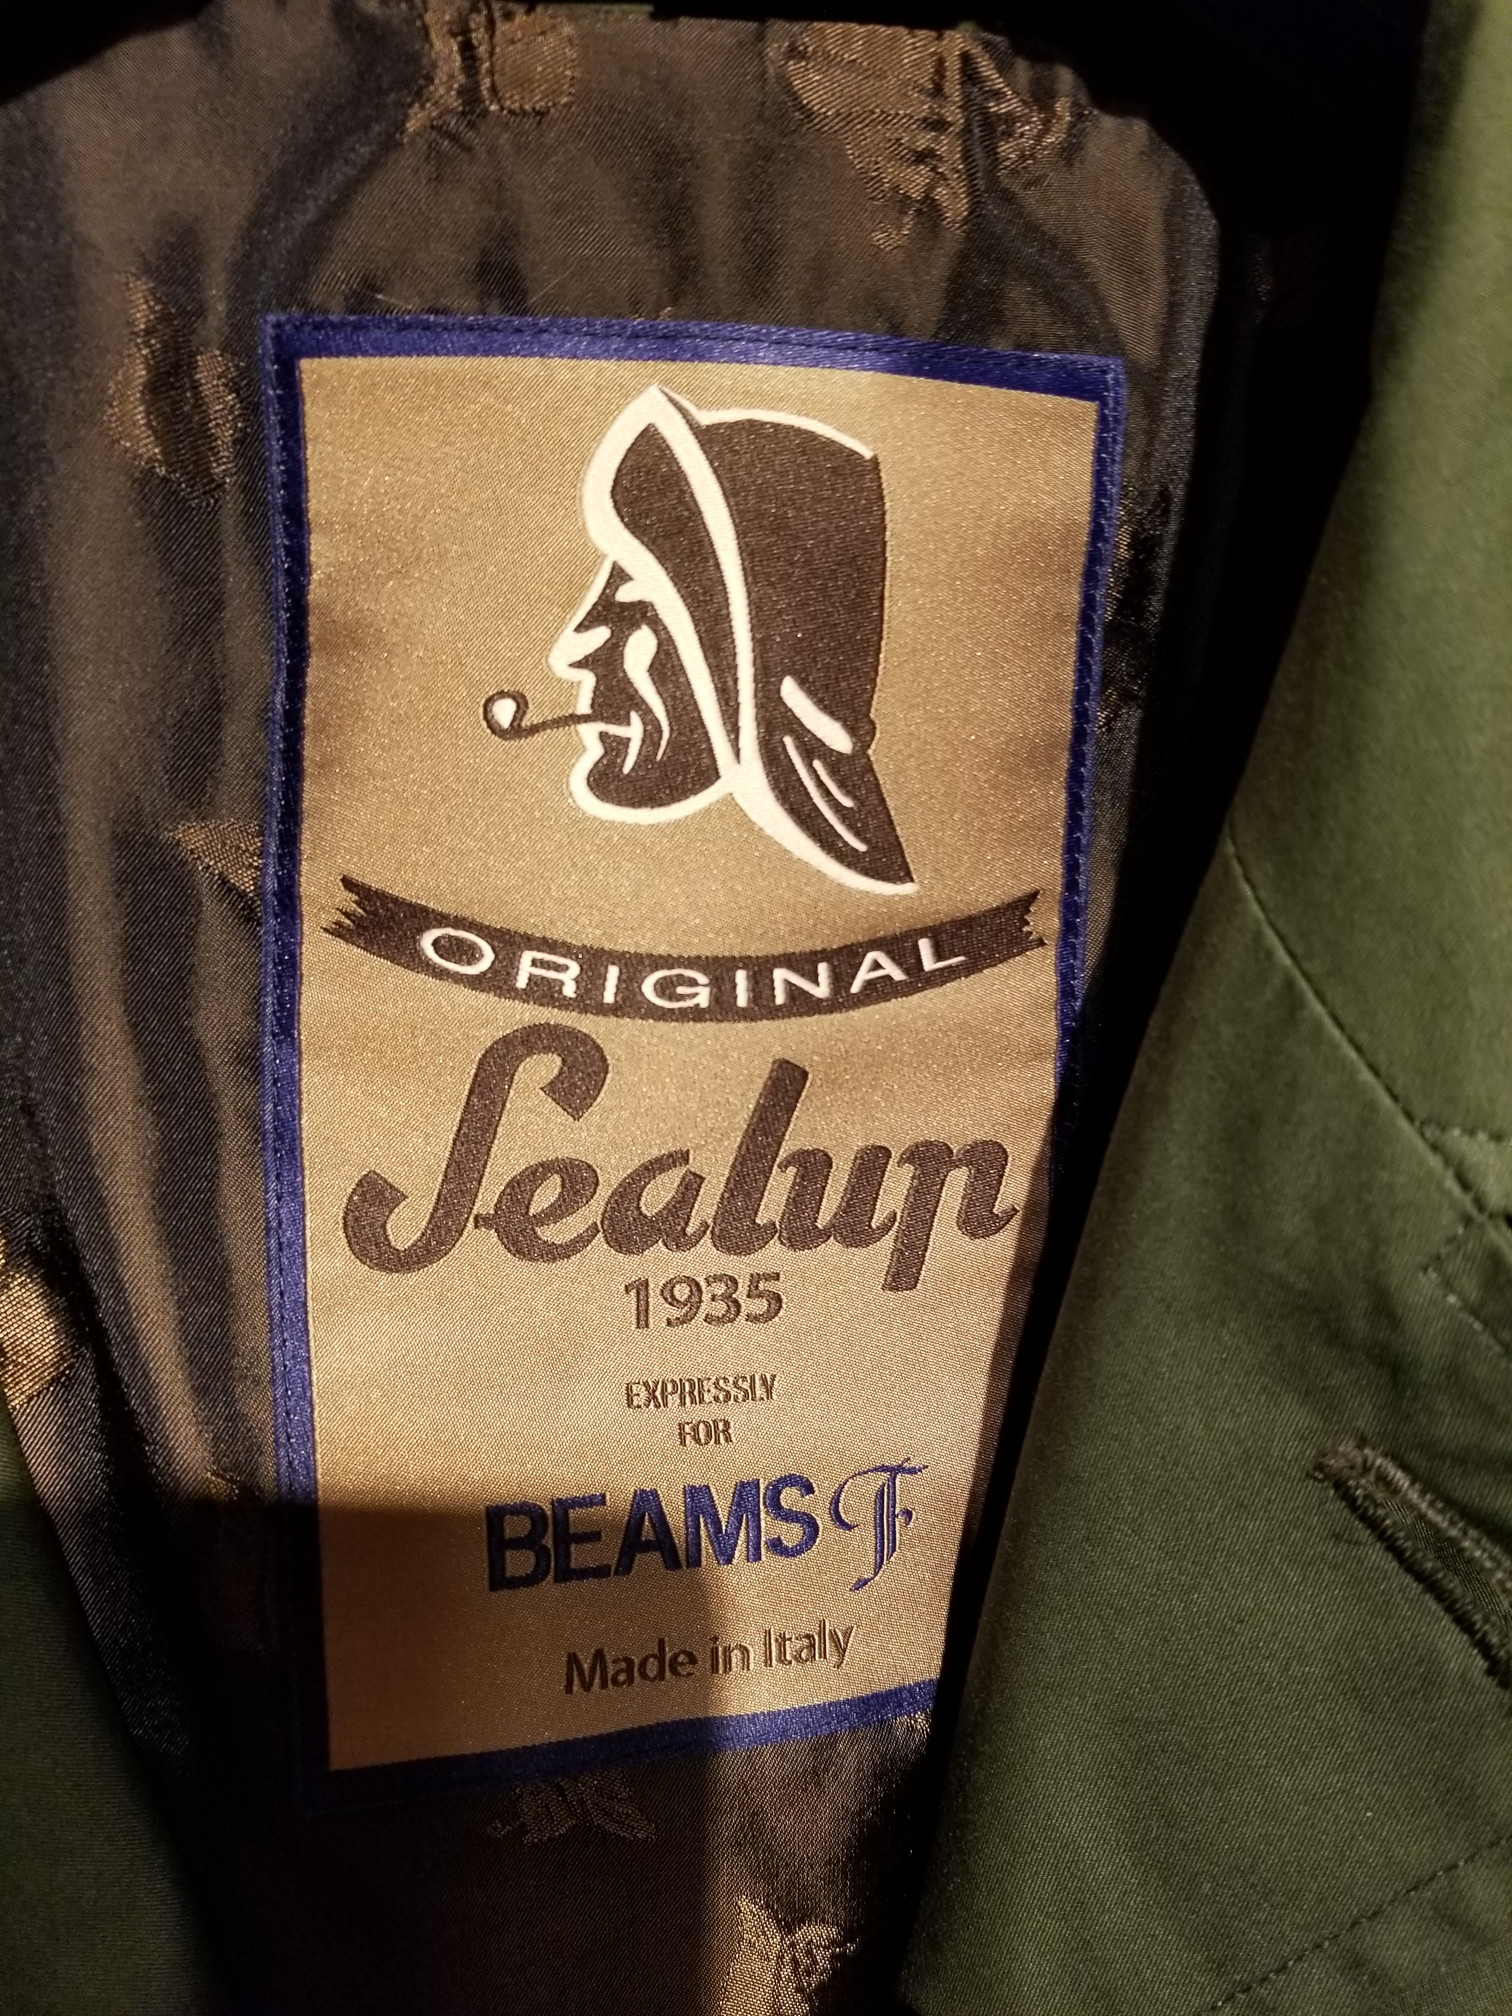 ORIGINAL
Sealup
1935
EXPRESSLY
FOR
BEAMS F
Made in Italy